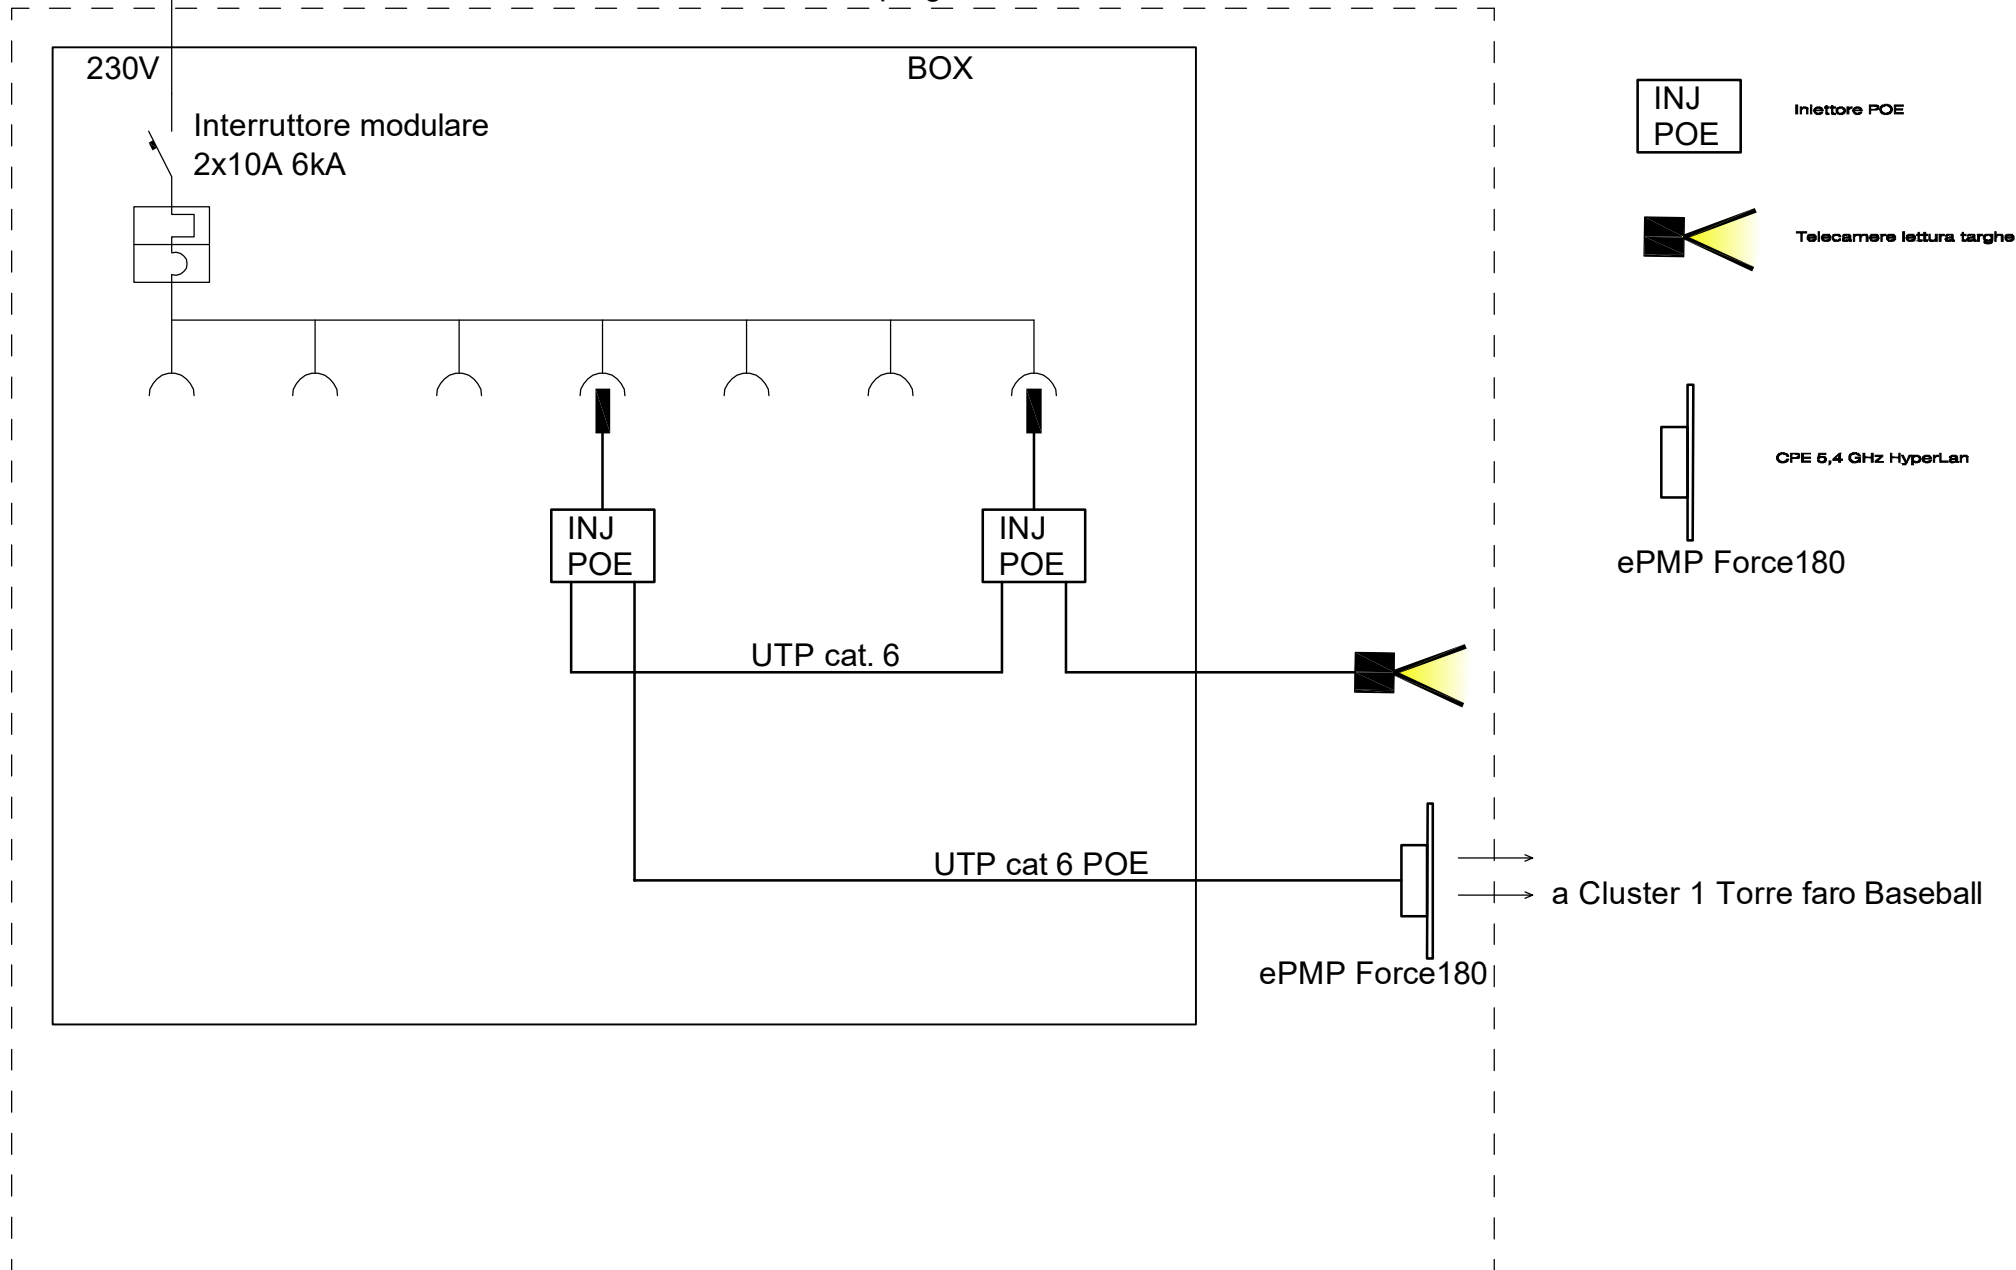 230V
BOX
Interruttore modulare
2x10A 6kA
INJ
POE
INJ
POE
UTP cat. 6
UTP cat 6 POE
ePMP Force180
a Cluster 1 Torre faro Baseball
INJ
POE
Iniettore POE
Telecamere lettura targhe
CPE 5,4 GHz HyperLan
ePMP Force180